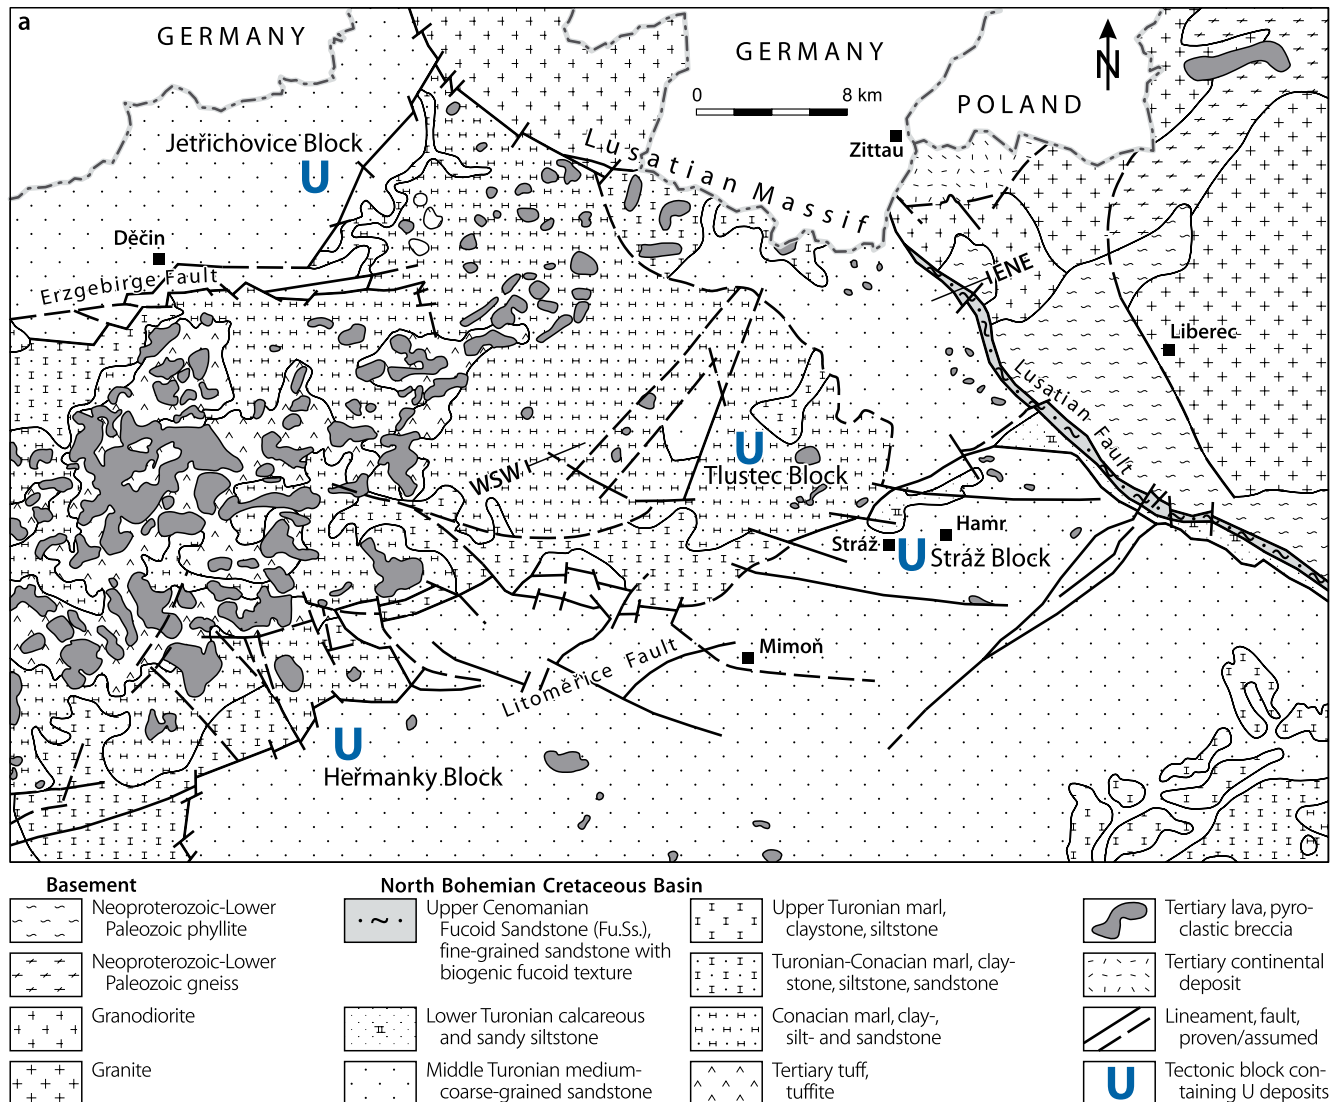 a
GERMANY
GERMANY
N
0 8 km
POLAND
Jetřichovice Block
U
Lusatian Massif
Zittau
Děčín
Erzgebirge Fault
ENE
Liberec
Lusatian Fault
WSW
U
Tlustec Block
Hamr
Stráž
U
Stráž Block
Mimoň
Litoměřice Fault
U
Heřmanky Block
Basement
Neoproterozoic-Lower
Paleozoic phyllite
Neoproterozoic-Lower
Paleozoic gneiss
Granodiorite
Granite
North Bohemian Cretaceous Basin
Upper Cenomanian
Fucoid Sandstone (Fu.Ss.),
fine-grained sandstone with
biogenic fucoid texture
Lower Turonian calcareous
and sandy siltstone
Middle Turonian medium-
coarse-grained sandstone
Upper Turonian marl,
claystone, siltstone
Turonian-Conacian marl, clay-
stone, siltstone, sandstone
Conacian marl, clay-,
silt- and sandstone
Tertiary tuff,
tuffite
Tertiary lava, pyro-
clastic breccia
Tertiary continental
deposit
Lineament, fault,
proven/assumed
U
Tectonic block con-
taining U deposits